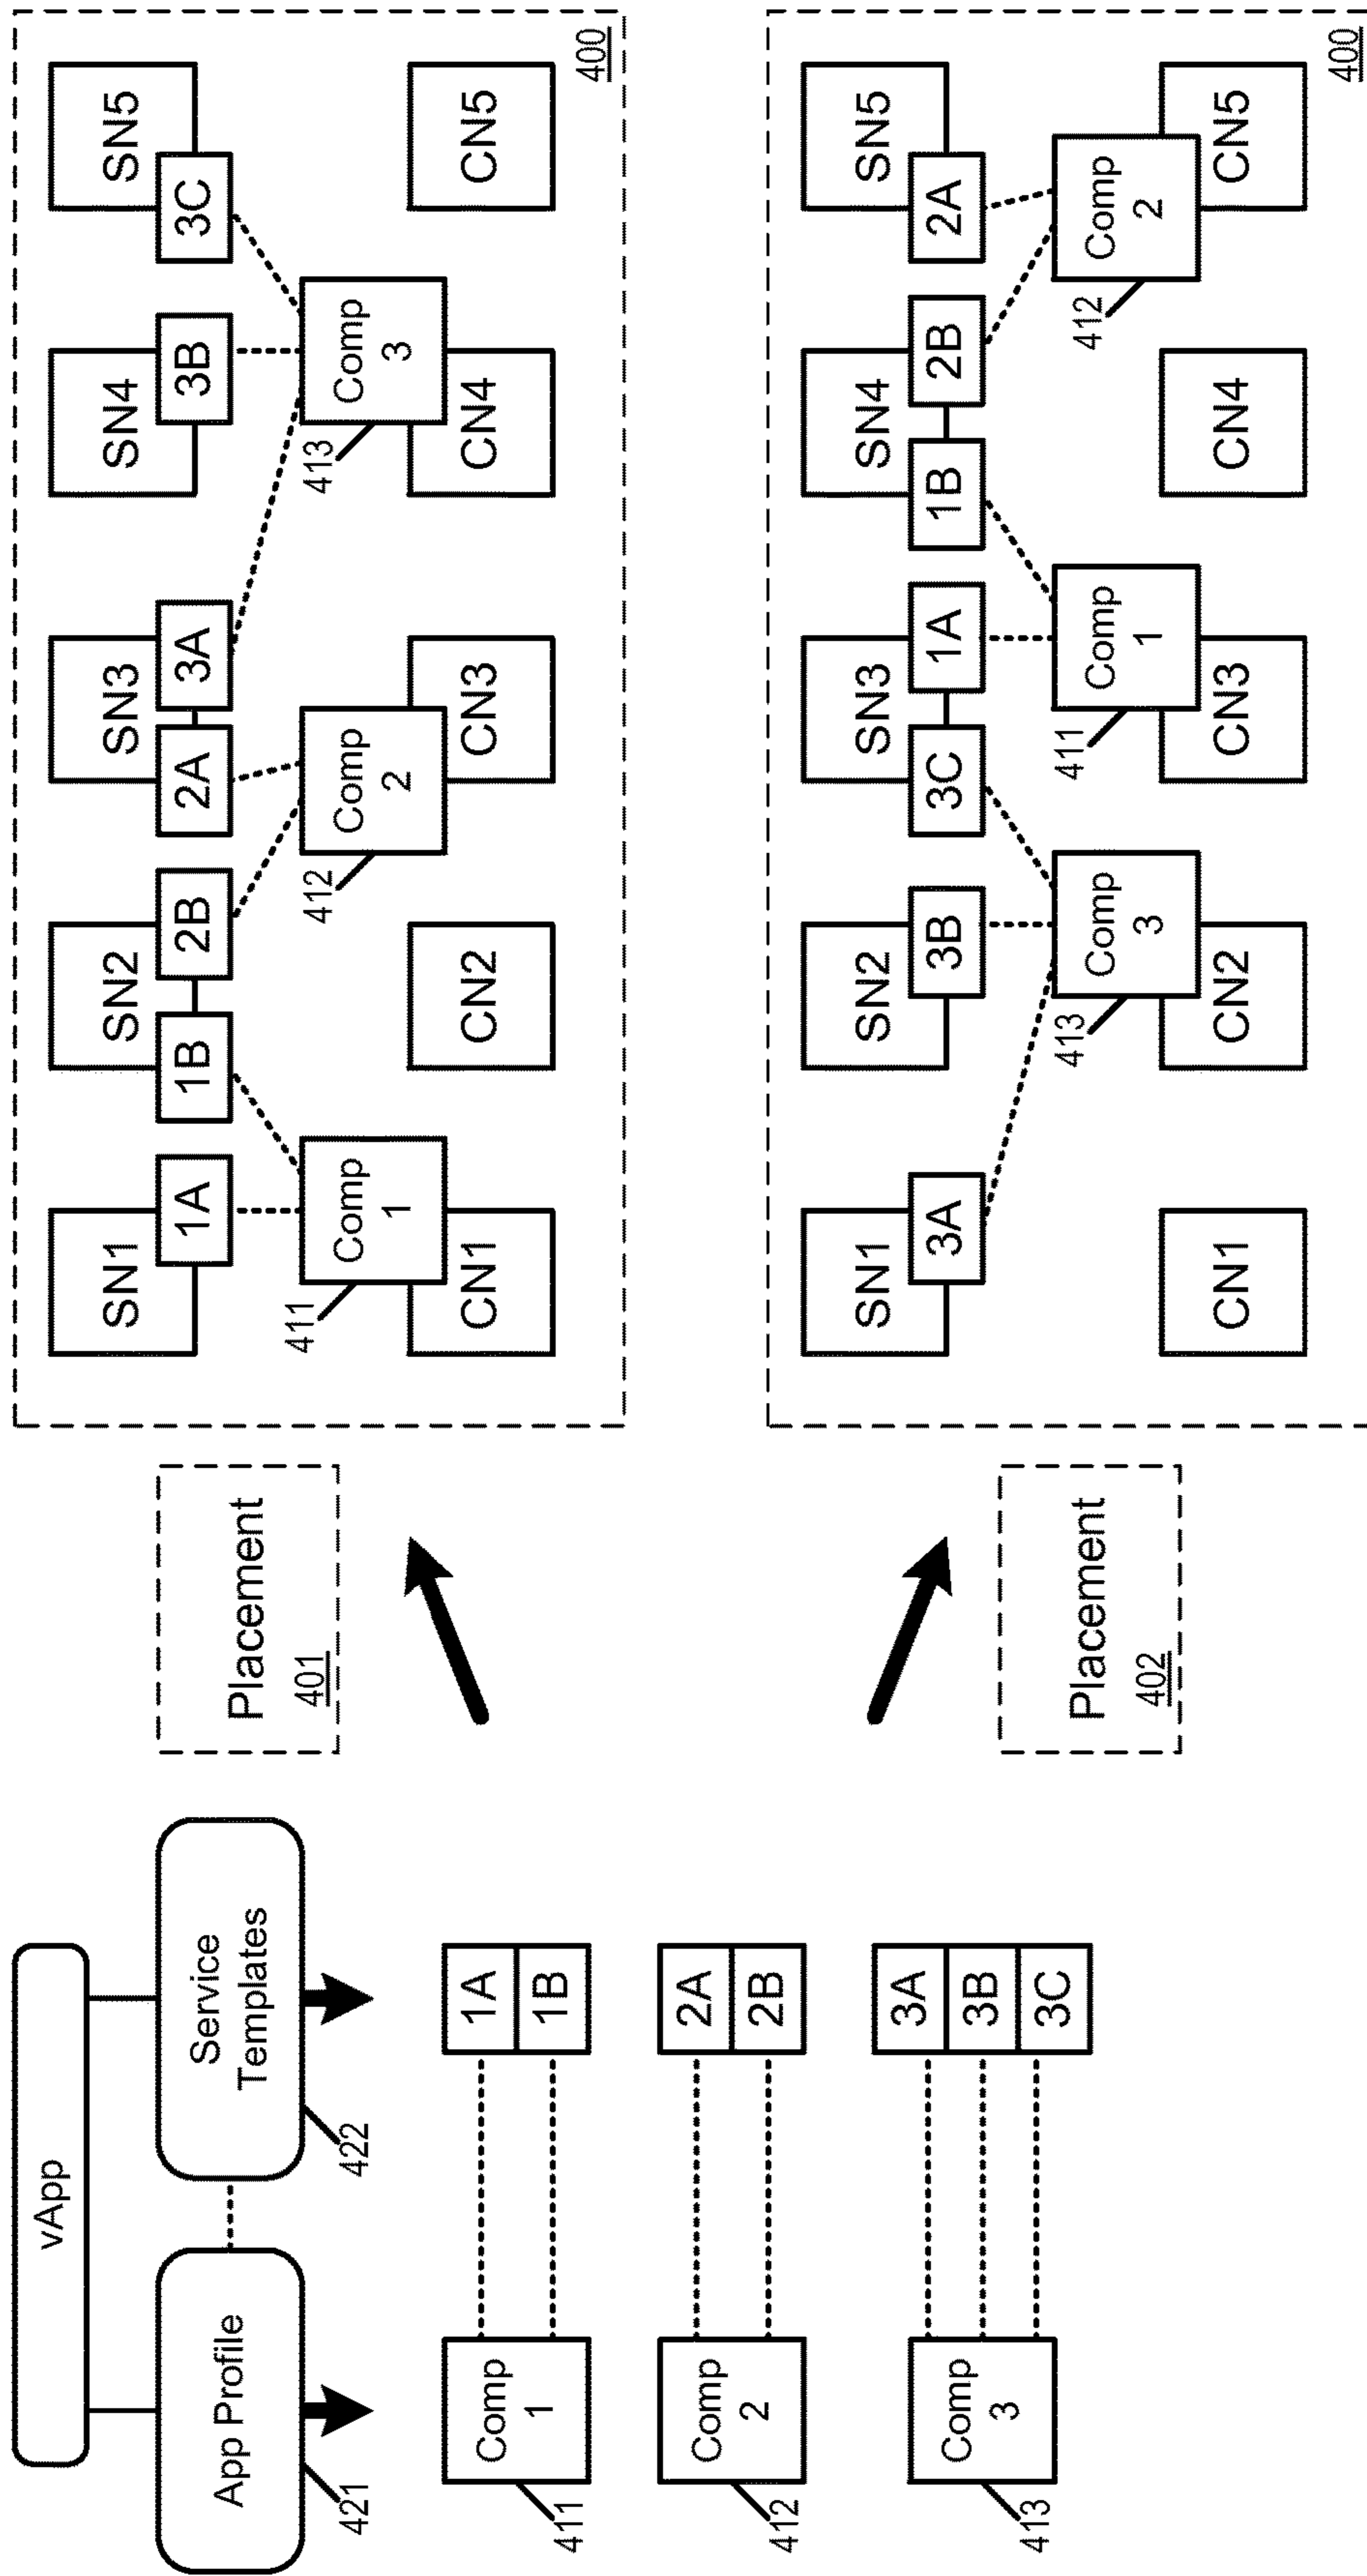 vApp
App Profile
421
Service
Templates
422
Comp
1
411
1A
1B
Comp
2
412
2A
2B
Comp
3
413
3A
3B
3C
Placement
401
SN1
SN2
SN3
SN4
SN5
1A
1B
2B
2A
3A
3B
3C
Comp
1
411
Comp
2
412
Comp
3
413
CN1
CN2
CN3
CN4
CN5
400
Placement
402
SN1
SN2
SN3
SN4
SN5
3A
3B
3C
1A
1B
2B
2A
Comp
3
413
Comp
1
411
Comp
2
412
CN1
CN2
CN3
CN4
CN5
400